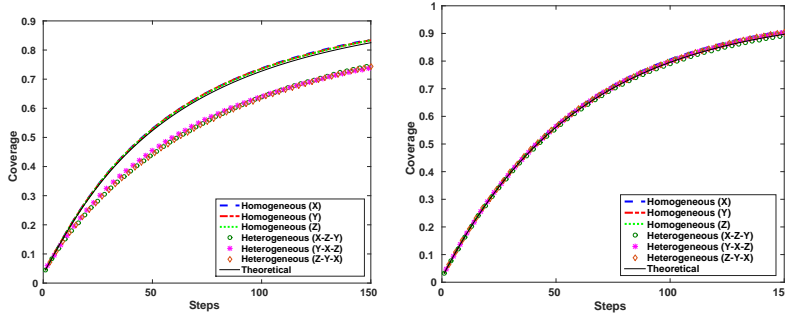 0.9
0.8
0.7
0.6
0.5
0.4
0.3
0.2
0.1
0
Coverage
0
50
100
150
Steps
Homogeneous (X)
Homogeneous (Y)
Homogeneous (Z)
Heterogeneous (X-Z-Y)
Heterogeneous (Y-X-Z)
Heterogeneous (Z-Y-X)
Theoretical
1
0.9
0.8
0.7
0.6
0.5
0.4
0.3
0.2
0.1
0
Coverage
0
50
100
150
Steps
Homogeneous (X)
Homogeneous (Y)
Homogeneous (Z)
Heterogeneous (X-Z-Y)
Heterogeneous (Y-X-Z)
Heterogeneous (Z-Y-X)
Theoretical